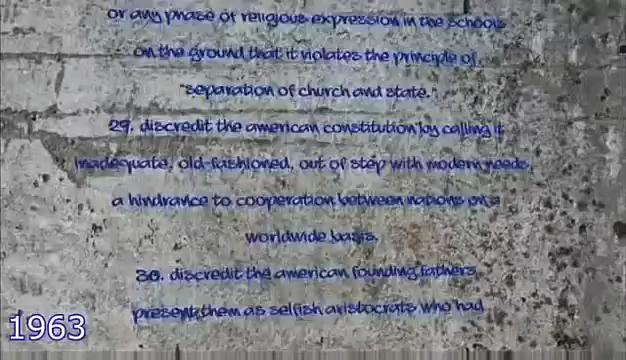 or any phase of religious expression in the schools
on the ground that it violates the principle of
"separation of church and state."
29. discredit the american constitution by calling it
inadequate, old-fashioned, out of step with modern needs,
a hindrance to cooperation between nations on a
worldwide basis.
30. discredit the american founding fathers
present them as selfish aristocrats who had
1963